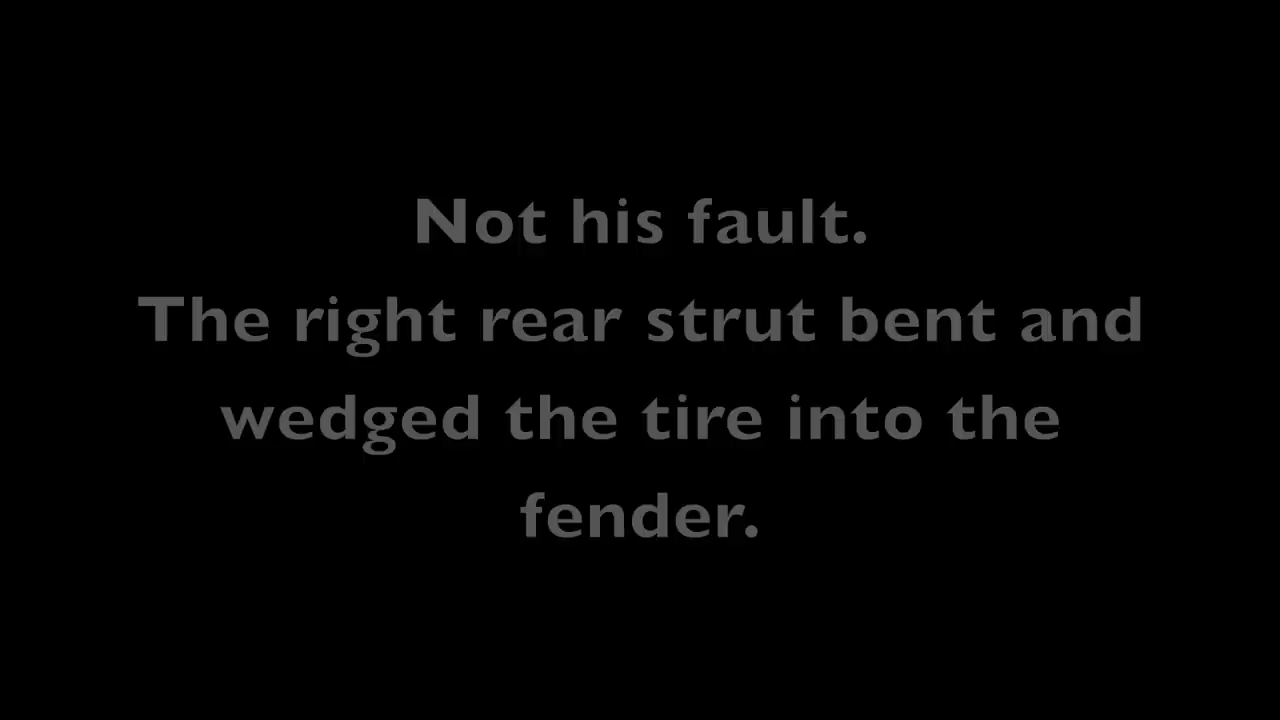 Not his fault.
The right rear strut bent and
wedged the tire into the
fender.